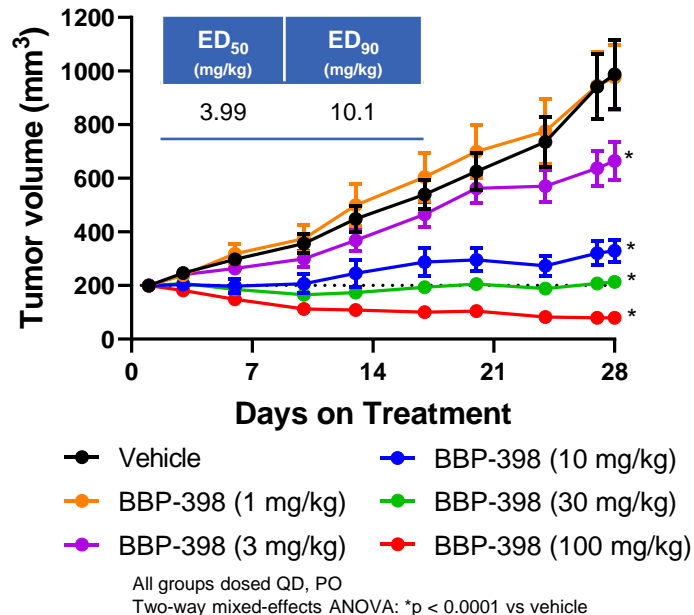 1200
1000
800
600
400
200
0
Tumor volume (mm³)
ED50 ED90
(mg/kg) (mg/kg)
3.99 10.1
*
*
*
*
0 7 14 21 28
Days on Treatment
Vehicle BBP-398 (10 mg/kg)
BBP-398 (1 mg/kg) BBP-398 (30 mg/kg)
BBP-398 (3 mg/kg) BBP-398 (100 mg/kg)
All groups dosed QD, PO
Two-way mixed-effects ANOVA: *p < 0.0001 vs vehicle